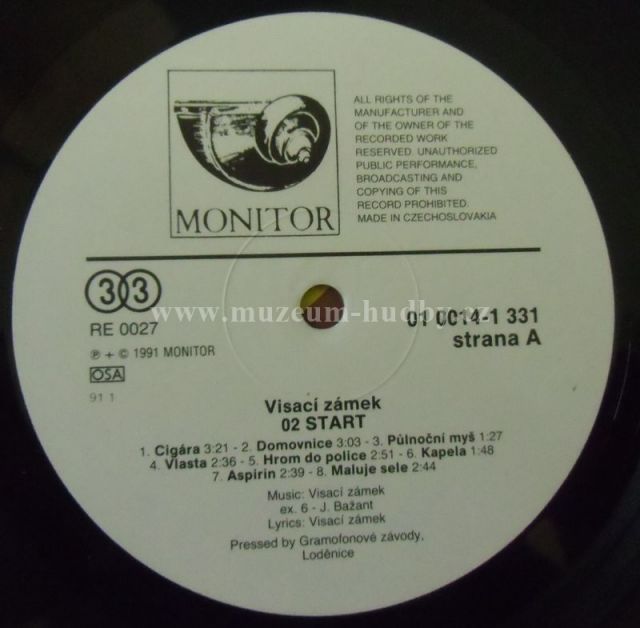 MONITOR
ALL RIGHTS OF THE
MANUFACTURER AND
OF THE OWNER OF THE
RECORDED WORK
RESERVED. UNAUTHORIZED
PUBLIC PERFORMANCE,
BROADCASTING AND
COPYING OF THIS
RECORD PROHIBITED.
MADE IN CZECHOSLOVAKIA
33
RE 0027
℗ + © 1991 MONITOR
OSA
91 1
www.muzeum-hudby.cz
01 0014-1 331
strana A
Visací zámek
02 START
1. Cigára 3:21 - 2. Domovnice 3:03 - 3. Půlnoční myš 1:27
4. Vlasta 2:36 - 5. Hrom do police 2:51 - 6. Kapela 1:48
7. Aspirin 2:39 - 8. Maluje sele 2:44
Music: Visací zámek
ex. 6 - J. Bažant
Lyrics: Visací zámek
Pressed by Gramofonové závody,
Loděnice